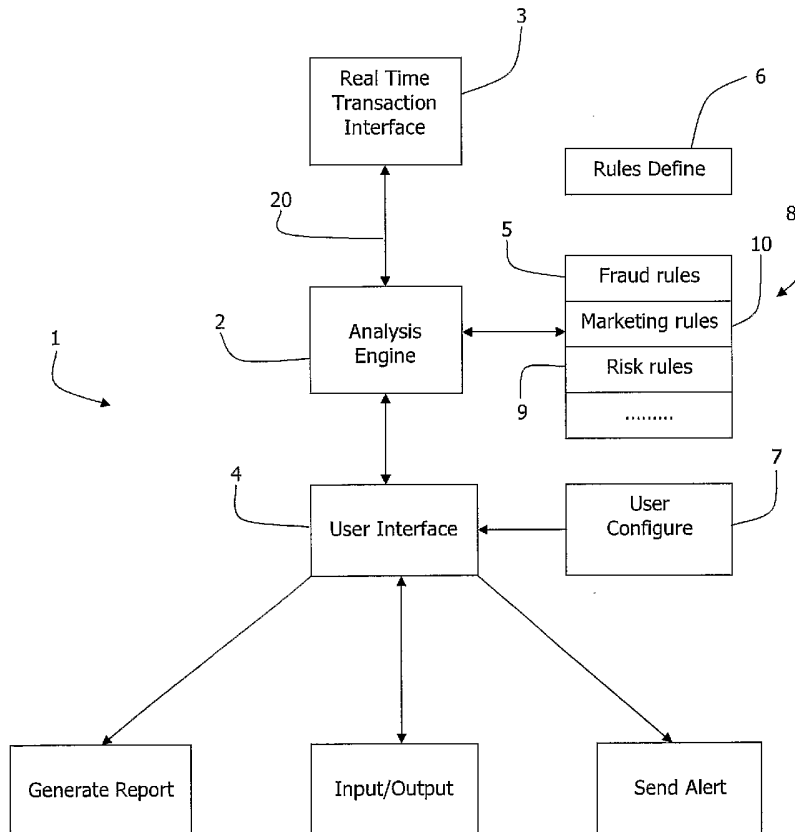 3
Real Time
Transaction
Interface
6
Rules Define
20
8
5
10
Fraud rules
2
Analysis
Engine
Marketing rules
1
Risk rules
9
.........
4
7
User Interface
User
Configure
Generate Report
Input/Output
Send Alert